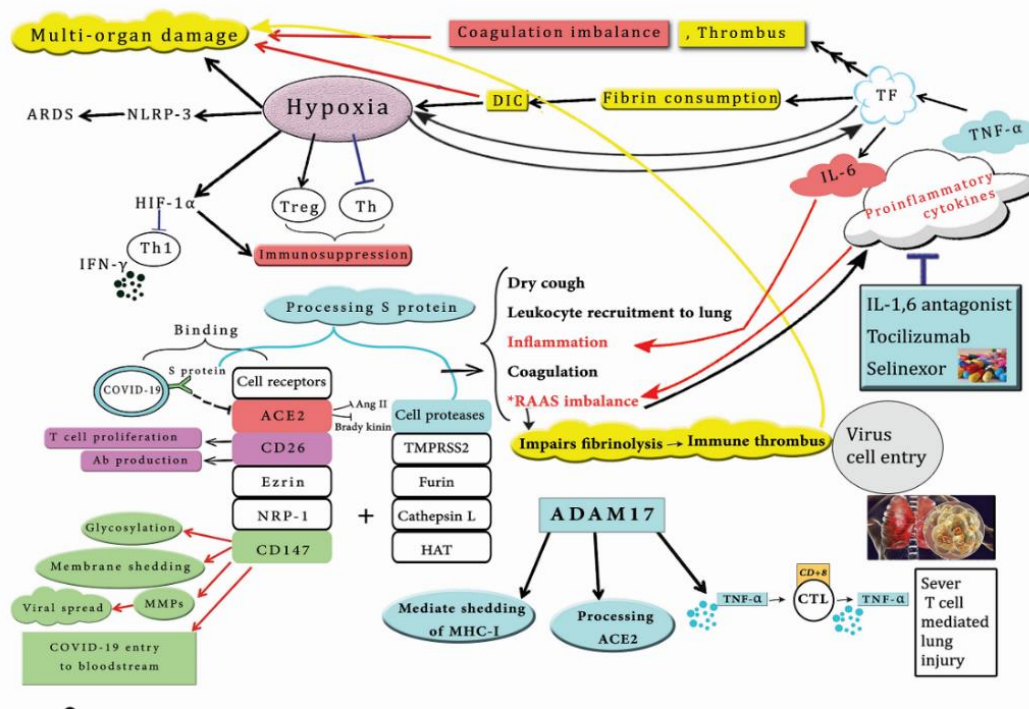 Multi-organ damage
Coagulation imbalance
, Thrombus
Hypoxia
DIC
Fibrin consumption
TF
TNF-α
ARDS
NLRP-3
IL-6
Proinflammatory
cytokines
HIF-1α
Treg
Th
Th1
IFN-γ
Immunosuppression
IL-1,6 antagonist
Tocilizumab
Selinexor
Processing S protein
Dry cough
Leukocyte recruitment to lung
Inflammation
Coagulation
*RAAS imbalance
Binding
S protein
COVID-19
Cell receptors
ACE2
Ang II
Brady kinin
Cell proteases
CD26
T cell proliferation
Ab production
TMPRSS2
Impairs fibrinolysis
Immune thrombus
Virus
cell entry
Ezrin
Furin
NRP-1
+
Cathepsin L
CD147
HAT
Glycosylation
Membrane shedding
Viral spread
MMPs
COVID-19 entry
to bloodstream
ADAM17
Mediate shedding
of MHC-I
Processing
ACE2
TNF-α
CD+8
CTL
TNF-α
Sever
T cell
mediated
lung
injury